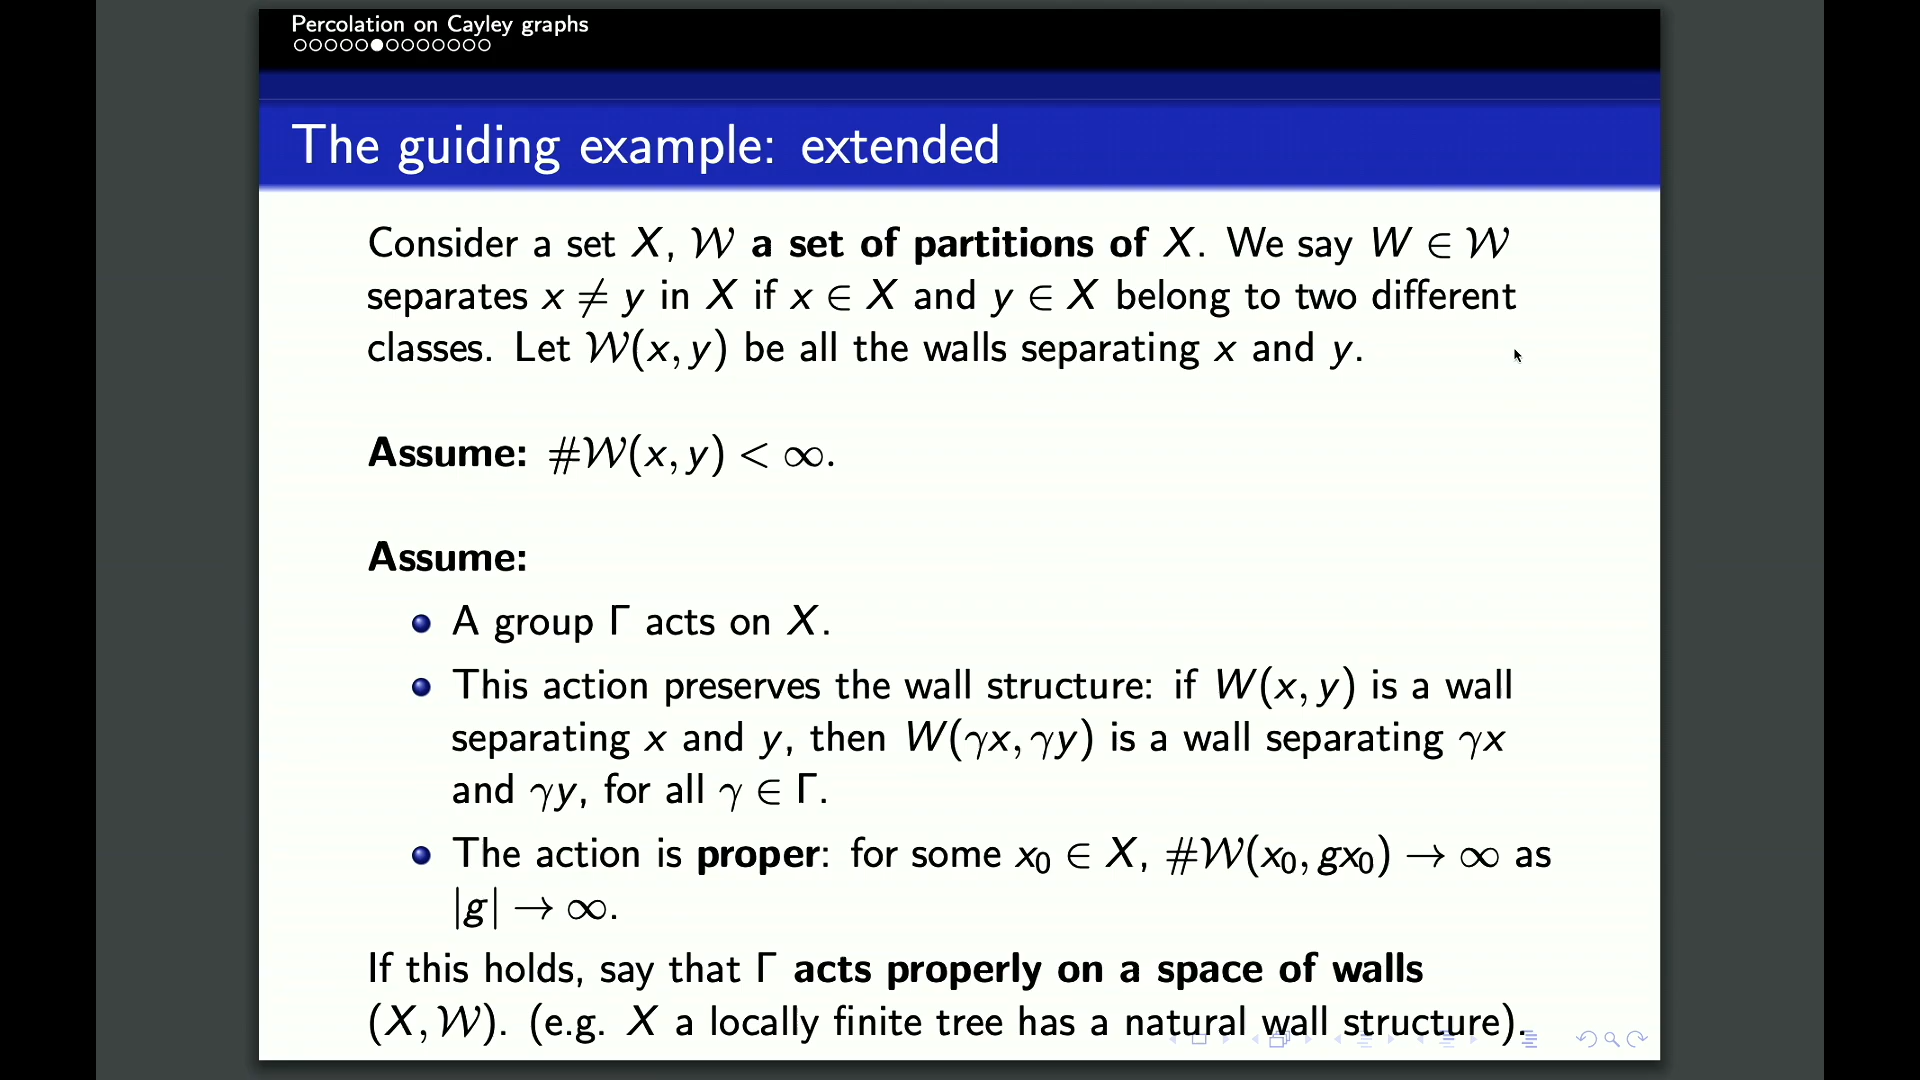 Percolation on Cayley graphs
The guiding example: extended
Consider a set X, 𝒲 a set of partitions of X. We say W ∈ 𝒲
separates x ≠ y in X if x ∈ X and y ∈ X belong to two different
classes. Let 𝒲(x, y) be all the walls separating x and y.
Assume: #𝒲(x, y) < ∞.
Assume:
A group Γ acts on X.
This action preserves the wall structure: if W(x, y) is a wall
separating x and y, then W(γx, γy) is a wall separating γx
and γy, for all γ ∈ Γ.
The action is proper: for some x₀ ∈ X, #𝒲(x₀, gx₀) → ∞ as
|g| → ∞.
If this holds, say that Γ acts properly on a space of walls
(X, 𝒲). (e.g. X a locally finite tree has a natural wall structure).